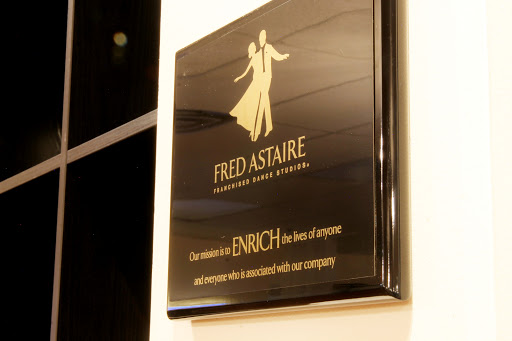 FRED ASTAIRE
FRANCHISED DANCE STUDIOS®
Our mission is to ENRICH the lives of anyone
and everyone who is associated with our company